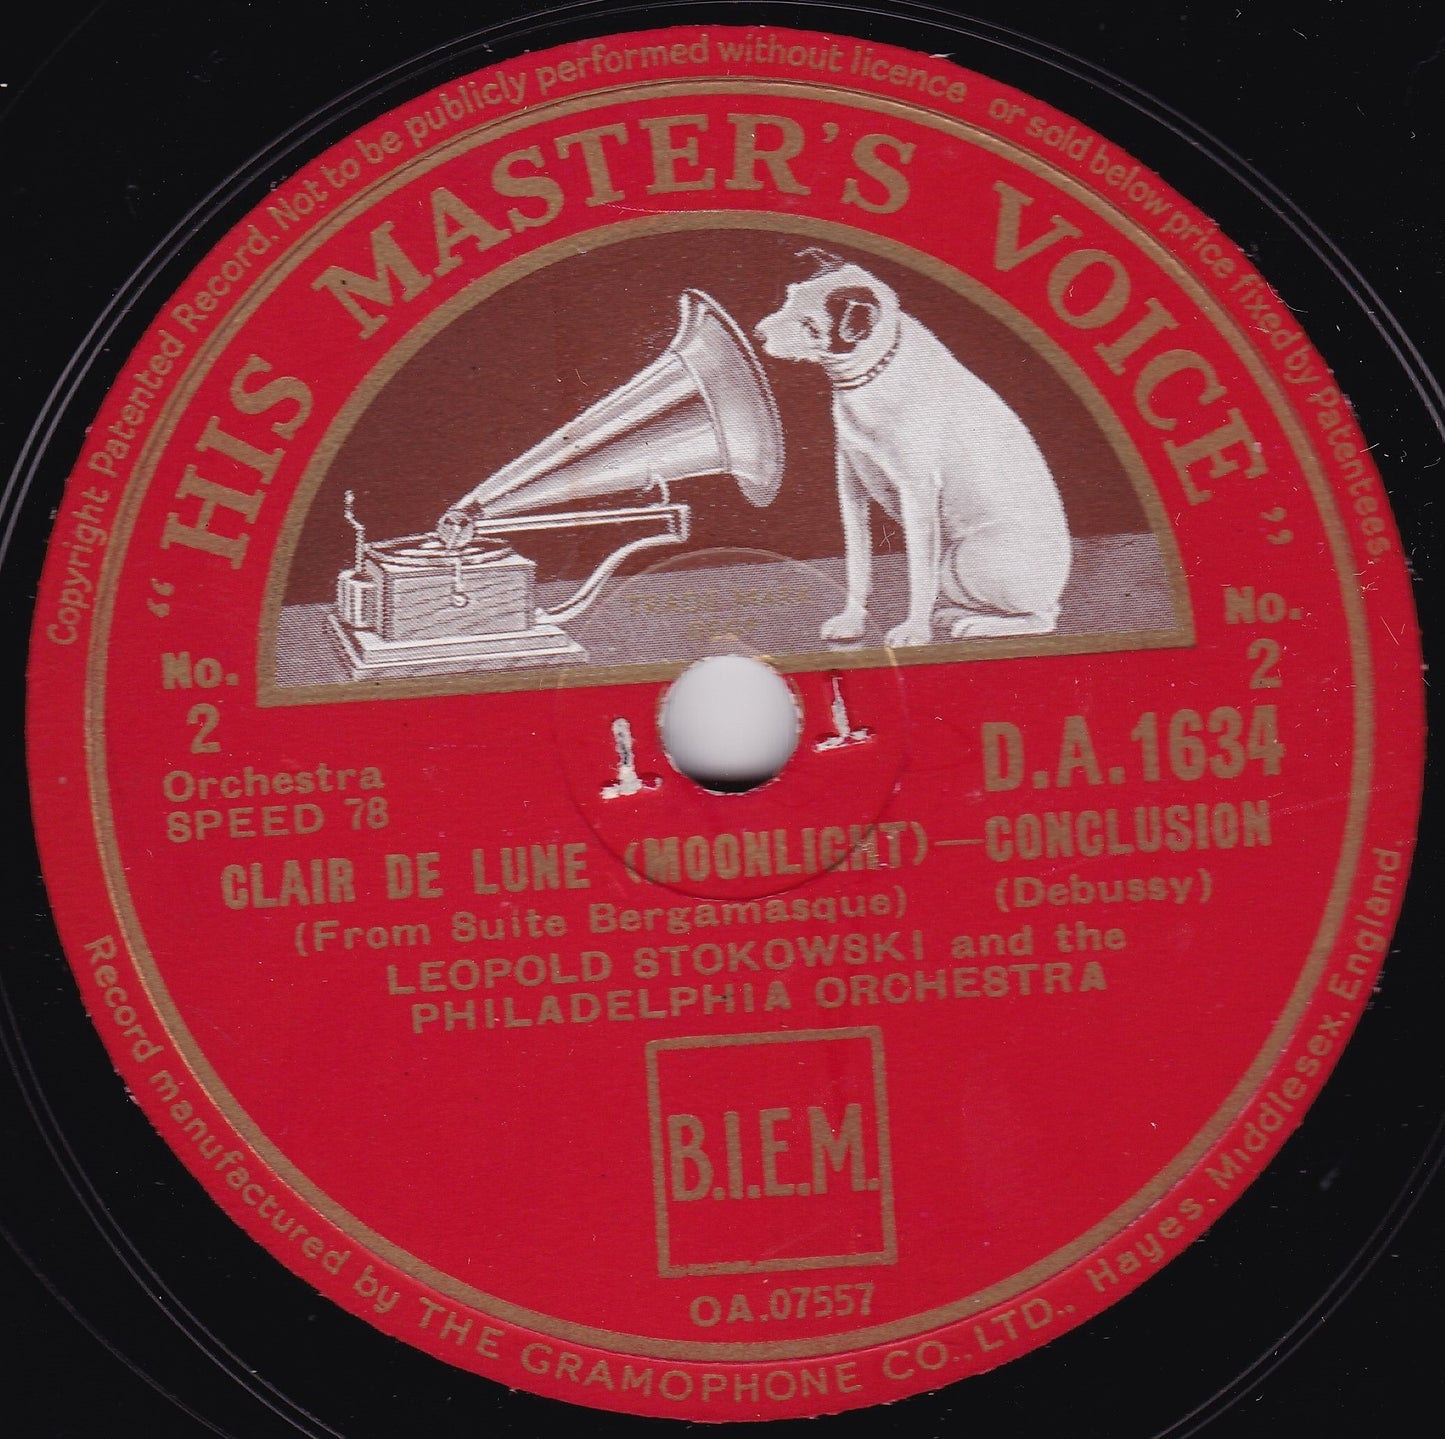 Copyright Patented Record. Not to be publicly performed without licence or sold below price fixed by Patentees.
“HIS MASTER'S VOICE”
TRADE MARK
No.
2
No.
2
D.A.1634
Orchestra
SPEED 78
CLAIR DE LUNE (MOONLIGHT)—CONCLUSION
(From Suite Bergamasque) (Debussy)
LEOPOLD STOKOWSKI and the
PHILADELPHIA ORCHESTRA
B.I.E.M.
OA.07557
Record manufactured by THE GRAMOPHONE CO., LTD., Hayes, Middlesex, England.